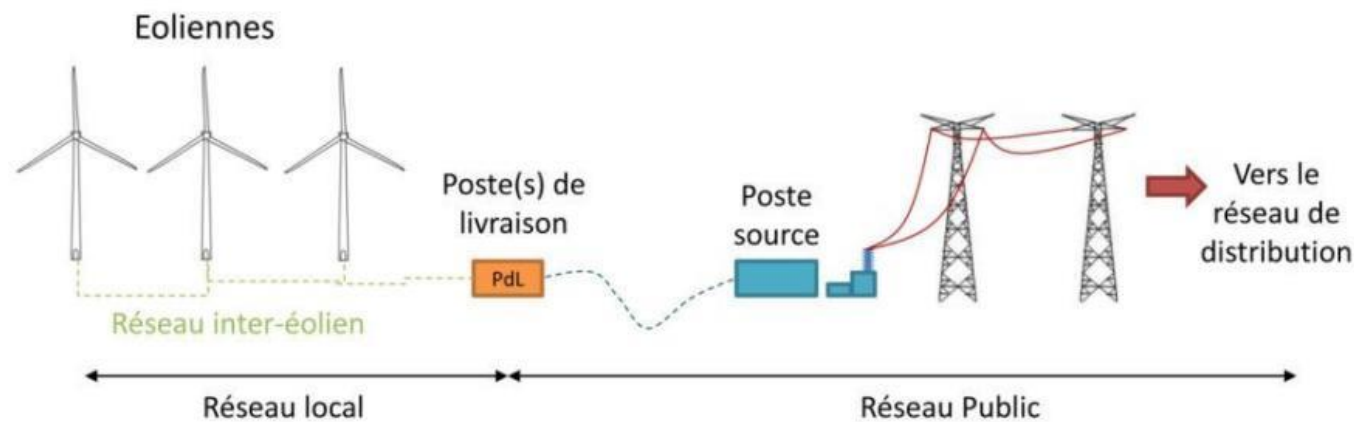 Eoliennes
Poste(s) de
livraison
PdL
Réseau inter-éolien
Poste
source
Vers le
réseau de
distribution
Réseau local
Réseau Public